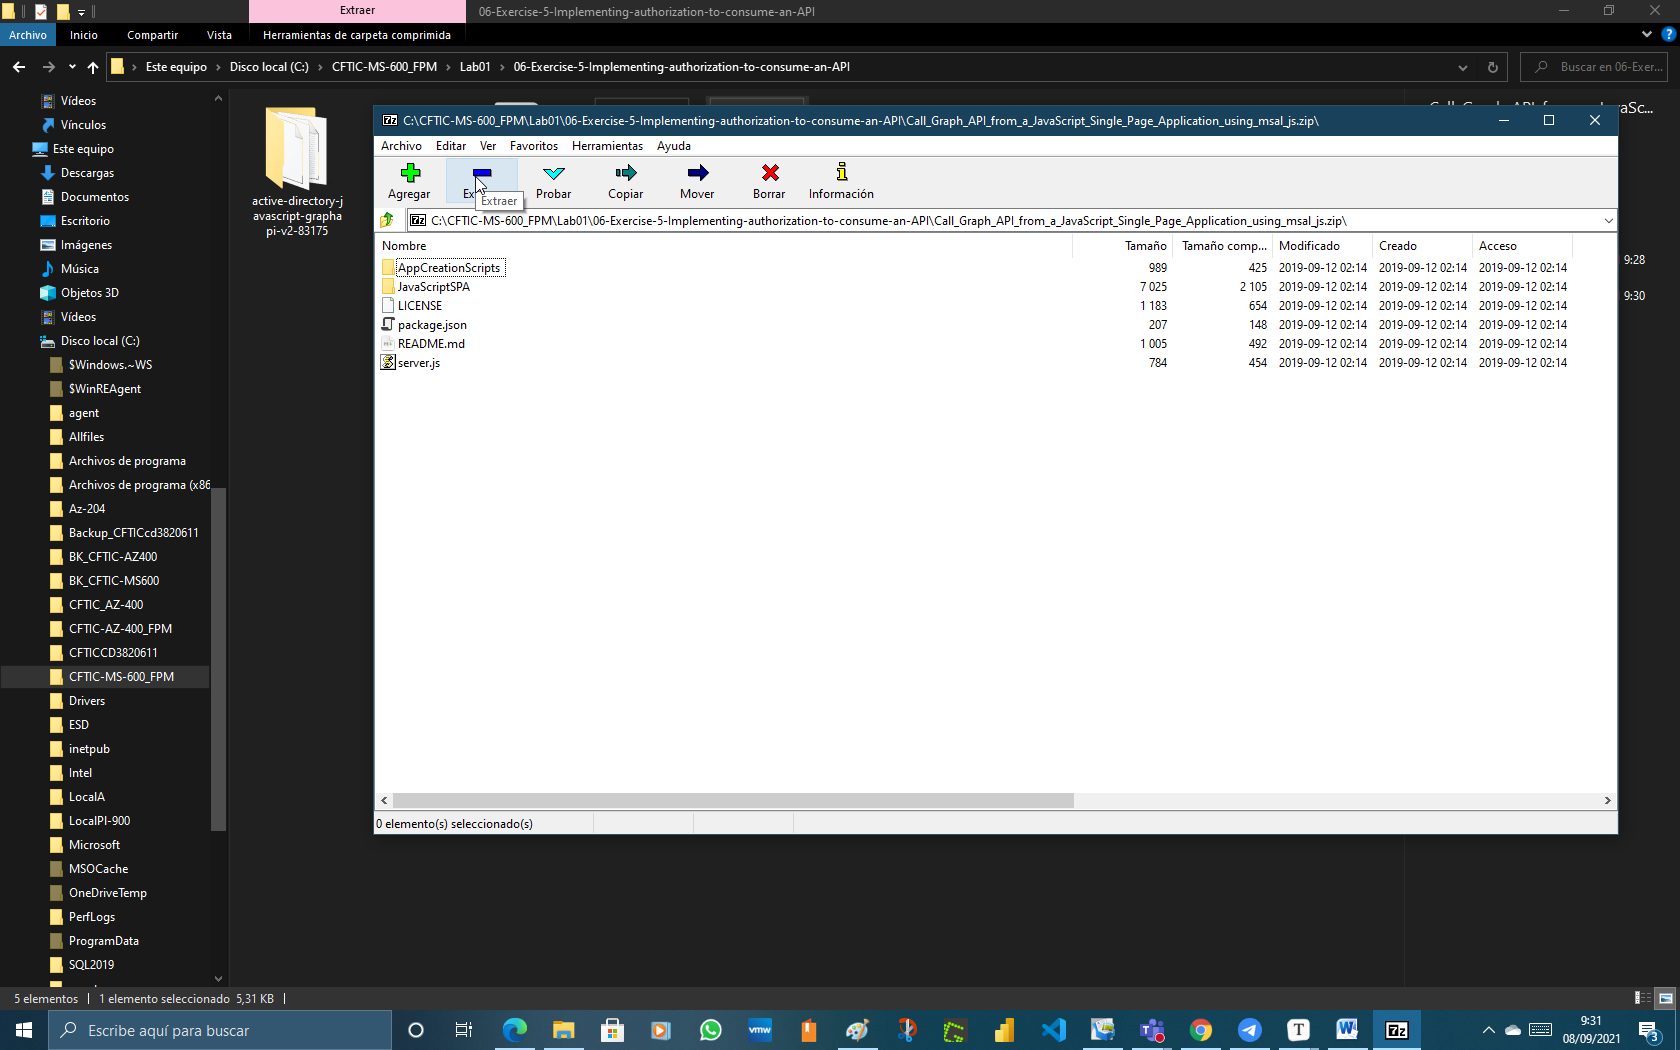 Extraer
06-Exercise-5-Implementing-authorization-to-consume-an-API
Archivo Inicio Compartir Vista Herramientas de carpeta comprimida
Este equipo › Disco local (C:) › CFTIC-MS-600_FPM › Lab01 › 06-Exercise-5-Implementing-authorization-to-consume-an-API
Buscar en 06-Exer...
Vídeos
Vínculos
Este equipo
Descargas
Documentos
Escritorio
Imágenes
Música
Objetos 3D
Vídeos
Disco local (C:)
$Windows.~WS
$WinREAgent
agent
Allfiles
Archivos de programa
Archivos de programa (x86
Az-204
Backup_CFTICcd3820611
BK_CFTIC-AZ400
BK_CFTIC-MS600
CFTIC_AZ-400
CFTIC-AZ-400_FPM
CFTICCD3820611
CFTIC-MS-600_FPM
Drivers
ESD
inetpub
Intel
LocalA
LocalPI-900
Microsoft
MSOCache
OneDriveTemp
PerfLogs
ProgramData
SQL2019
active-directory-j
avascript-grapha
pi-v2-83175
7z C:\CFTIC-MS-600_FPM\Lab01\06-Exercise-5-Implementing-authorization-to-consume-an-API\Call_Graph_API_from_a_JavaScript_Single_Page_Application_using_msal_js.zip\
Archivo Editar Ver Favoritos Herramientas Ayuda
Agregar Probar Copiar Mover Borrar Información
Extraer
7z C:\CFTIC-MS-600_FPM\Lab01\06-Exercise-5-Implementing-authorization-to-consume-an-API\Call_Graph_API_from_a_JavaScript_Single_Page_Application_using_msal_js.zip\
Nombre Tamaño Tamaño comp... Modificado Creado Acceso
AppCreationScripts 989 425 2019-09-12 02:14 2019-09-12 02:14 2019-09-12 02:14
JavaScriptSPA 7 025 2 105 2019-09-12 02:14 2019-09-12 02:14 2019-09-12 02:14
LICENSE 1 183 654 2019-09-12 02:14 2019-09-12 02:14 2019-09-12 02:14
package.json 207 148 2019-09-12 02:14 2019-09-12 02:14 2019-09-12 02:14
README.md 1 005 492 2019-09-12 02:14 2019-09-12 02:14 2019-09-12 02:14
server.js 784 454 2019-09-12 02:14 2019-09-12 02:14 2019-09-12 02:14
0 elemento(s) seleccionado(s)
9:28
9:30
5 elementos 1 elemento seleccionado 5,31 KB
Escribe aquí para buscar
vmw
T
W
7z
9:31
08/09/2021
3